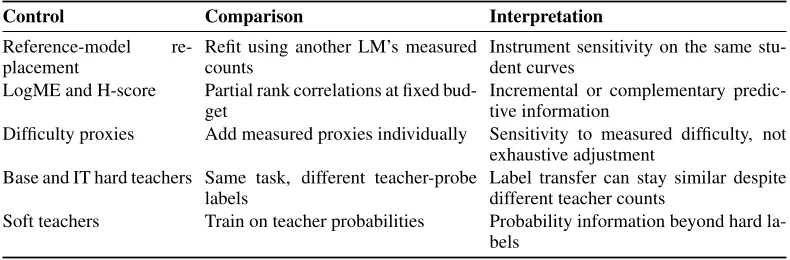 Control Comparison Interpretation
Reference-model re- Refit using another LM's measured Instrument sensitivity on the same stu-
placement counts dent curves
LogME and H-score Partial rank correlations at fixed bud- Incremental or complementary predic-
get tive information
Difficulty proxies Add measured proxies individually Sensitivity to measured difficulty, not
exhaustive adjustment
Base and IT hard teachers Same task, different teacher-probe Label transfer can stay similar despite
labels different teacher counts
Soft teachers Train on teacher probabilities Probability information beyond hard la-
bels